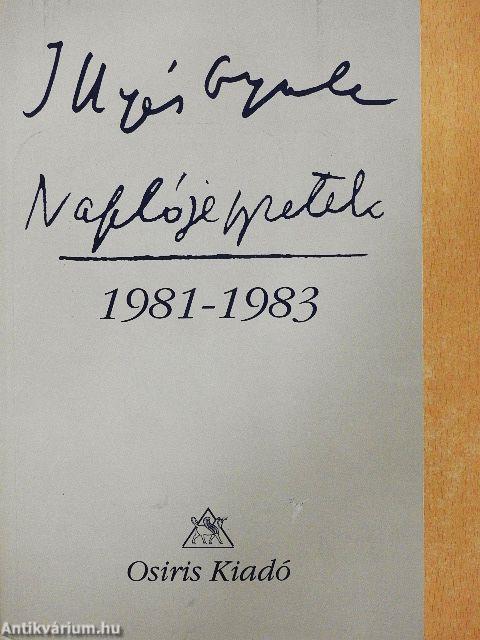 Illyés Gyula
Naplójegyzetek
1981-1983
Osiris Kiadó
Antikvárium.hu